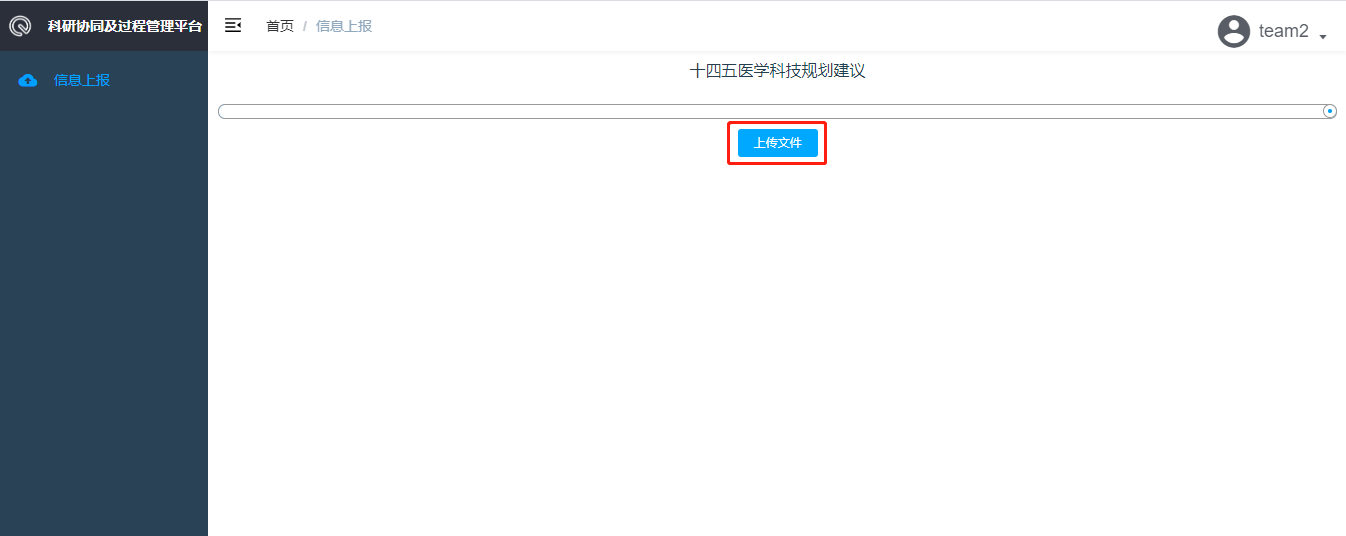 科研协同及过程管理平台
首页 / 信息上报
team2
信息上报
十四五医学科技规划建议
上传文件